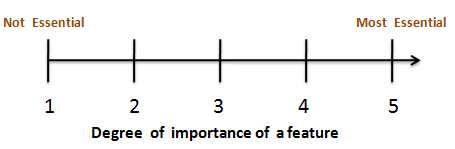 Not Essential Most Essential
1 2 3 4 5
Degree of importance of a feature